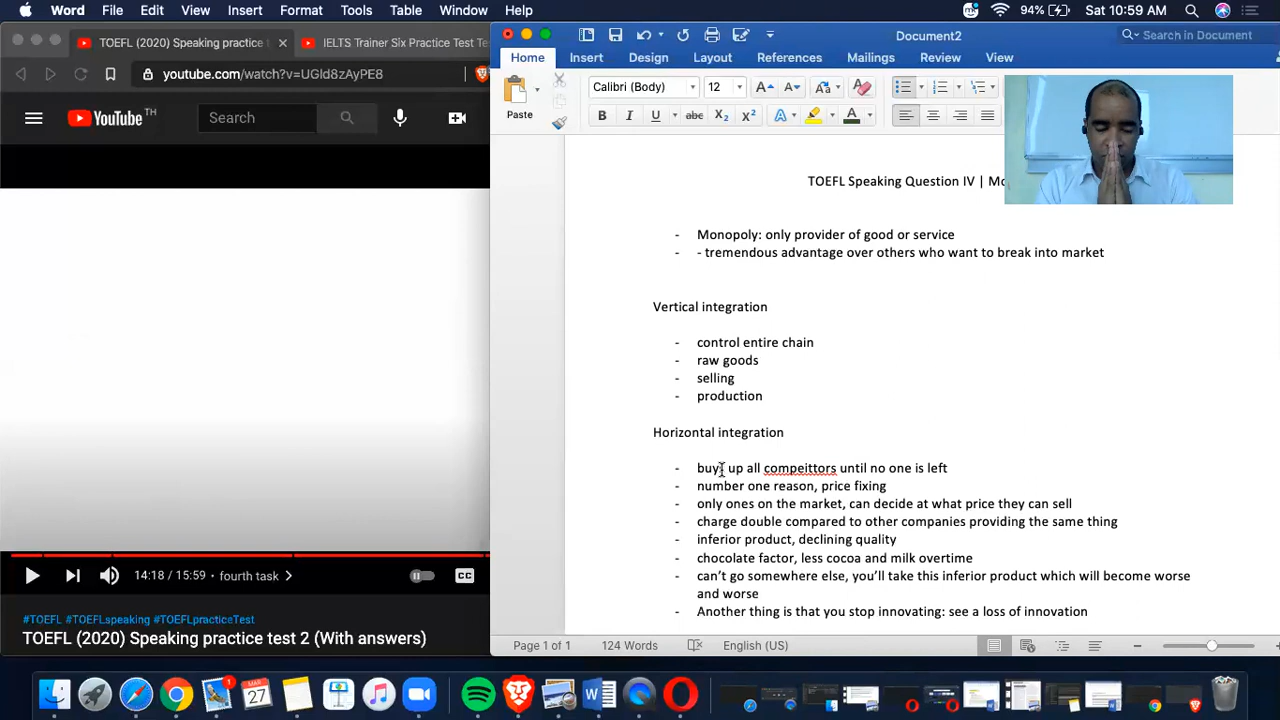 Word File Edit View Insert Format Tools Table Window Help
94% Sat 10:59 AM
TOEFL (2020) Speaking practice
IELTS Trainer Six Practice Test Te
youtube.com/watch?v=UGld8zAyPE8
YouTube TH
Search
Document2
Search in Document
Home Insert Design Layout References Mailings Review View
Paste
Calibri (Body) 12
B I U abc X₂ X² A A
TOEFL Speaking Question IV | Mo
- Monopoly: only provider of good or service
- - tremendous advantage over others who want to break into market
Vertical integration
- control entire chain
- raw goods
- selling
- production
Horizontal integration
- buy up all compeittors until no one is left
- number one reason, price fixing
- only ones on the market, can decide at what price they can sell
- charge double compared to other companies providing the same thing
- inferior product, declining quality
- chocolate factor, less cocoa and milk overtime
- can't go somewhere else, you'll take this inferior product which will become worse
and worse
- Another thing is that you stop innovating: see a loss of innovation
14:18 / 15:59 · fourth task
CC
#TOEFL #TOEFLspeaking #TOEFLpracticeTest
TOEFL (2020) Speaking practice test 2 (With answers)
Page 1 of 1 124 Words English (US)
MAR
27
1